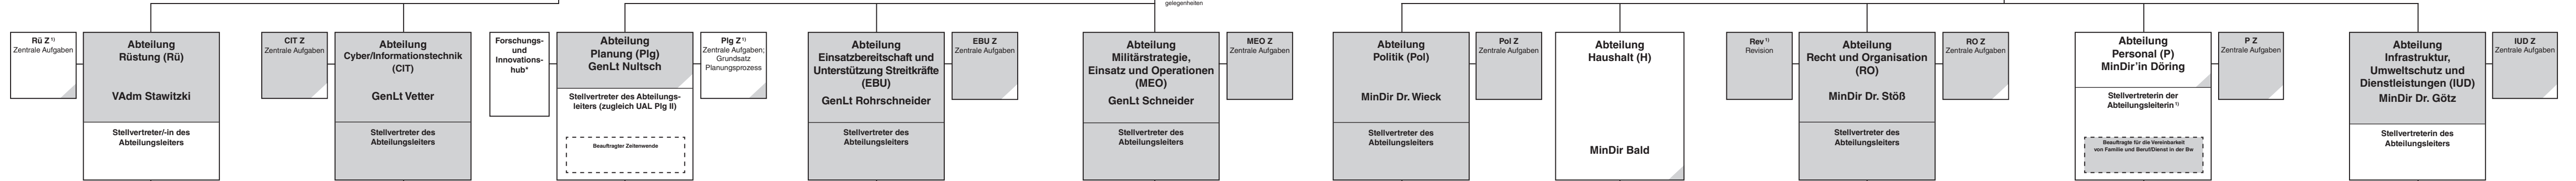 gelegenheiten
Rü Z 1)
Zentrale Aufgaben
Abteilung
Rüstung (Rü)
VAdm Stawitzki
Stellvertreter/-in des
Abteilungsleiters
CIT Z
Zentrale Aufgaben
Abteilung
Cyber/Informationstechnik
(CIT)
GenLt Vetter
Stellvertreter des
Abteilungsleiters
Forschungs-
und
Innovations-
hub*
Abteilung
Planung (Plg)
GenLt Nultsch
Stellvertreter des Abteilungs-
leiters (zugleich UAL Plg II)
Beauftragter Zeitenwende
Plg Z 1)
Zentrale Aufgaben;
Grundsatz
Planungsprozess
Abteilung
Einsatzbereitschaft und
Unterstützung Streitkräfte
(EBU)
GenLt Rohrschneider
Stellvertreter des
Abteilungsleiters
EBU Z
Zentrale Aufgaben
Abteilung
Militärstrategie,
Einsatz und Operationen
(MEO)
GenLt Schneider
Stellvertreter des
Abteilungsleiters
MEO Z
Zentrale Aufgaben
Abteilung
Politik (Pol)
MinDir Dr. Wieck
Stellvertreter des
Abteilungsleiters
Pol Z
Zentrale Aufgaben
Abteilung
Haushalt (H)
MinDir Bald
Rev 1)
Revision
Abteilung
Recht und Organisation
(RO)
MinDir Dr. Stöß
Stellvertreter des
Abteilungsleiters
RO Z
Zentrale Aufgaben
Abteilung
Personal (P)
MinDir'in Döring
Stellvertreterin der
Abteilungsleiterin 1)
Beauftragte für die Vereinbarkeit
von Familie und Beruf/Dienst in der Bw
P Z
Zentrale Aufgaben
Abteilung
Infrastruktur,
Umweltschutz und
Dienstleistungen (IUD)
MinDir Dr. Götz
Stellvertreterin des
Abteilungsleiters
IUD Z
Zentrale Aufgaben